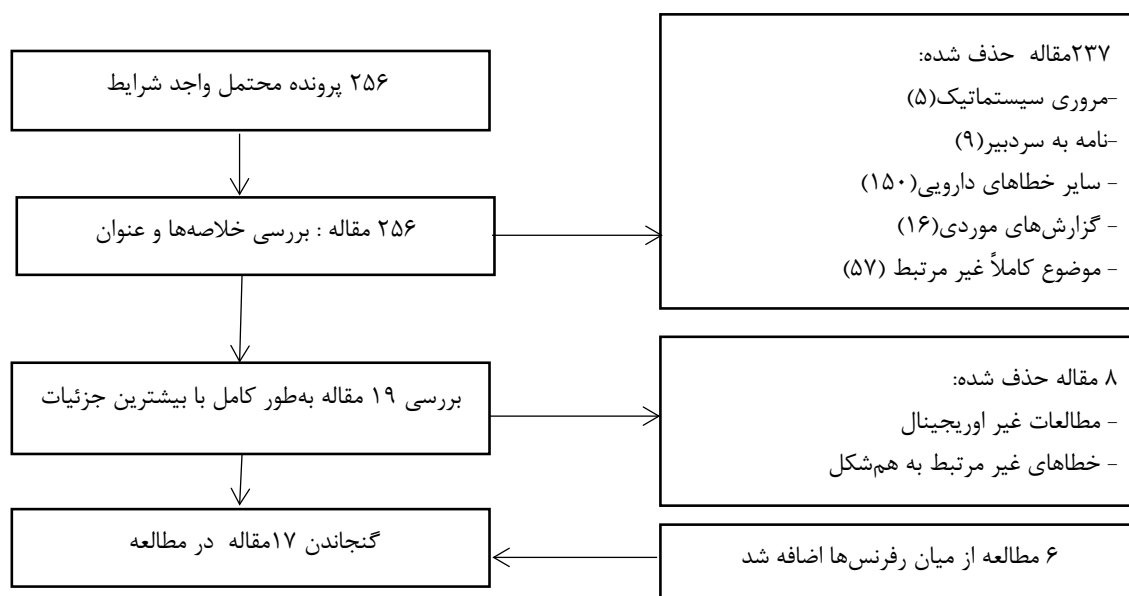 ۲۵۶ پرونده محتمل واجد شرایط
۲۳۷مقاله حذف شده:
-مروری سیستماتیک(۵)
-نامه به سردبیر(۹)
- سایر خطاهای دارویی(۱۵۰)
- گزارش‌های موردی(۱۶)
- موضوع کاملاً غیر مرتبط (۵۷)
۲۵۶ مقاله : بررسی خلاصه‌ها و عنوان
بررسی ۱۹ مقاله به‌طور کامل با بیشترین جزئیات
۸ مقاله حذف شده:
- مطالعات غیر اوریجینال
- خطاهای غیر مرتبط به هم‌شکل
گنجاندن ۱۷مقاله در مطالعه
۶ مطالعه از میان رفرنس‌ها اضافه شد